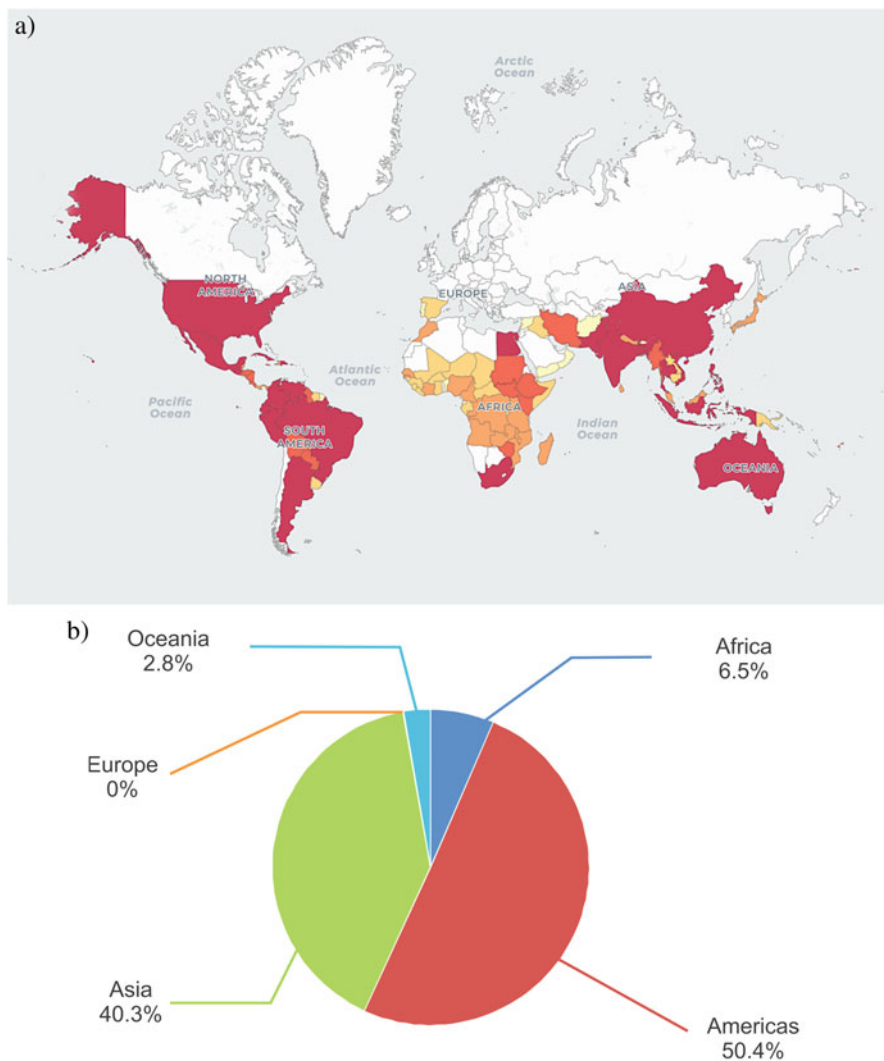 a)
Arctic
Ocean
NORTH
AMERICA
EUROPE
ASIA
Atlantic
Ocean
Pacific
Ocean
AFRICA
Indian
Ocean
SOUTH
AMERICA
OCEANIA
b)
Oceania
2.8%
Africa
6.5%
Europe
0%
Asia
40.3%
Americas
50.4%